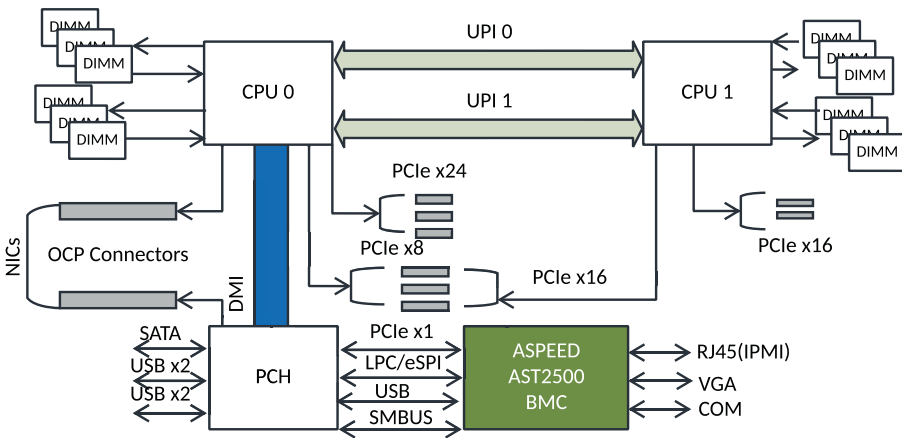 DIMM
DIMM
DIMM
DIMM
DIMM
DIMM
CPU 0
UPI 0
UPI 1
CPU 1
DIMM
DIMM
DIMM
DIMM
DIMM
DIMM
NICs
OCP Connectors
DMI
PCIe x24
PCIe x8
PCIe x16
PCIe x16
SATA
USB x2
USB x2
PCH
PCIe x1
LPC/eSPI
USB
SMBUS
ASPEED
AST2500
BMC
RJ45(IPMI)
VGA
COM